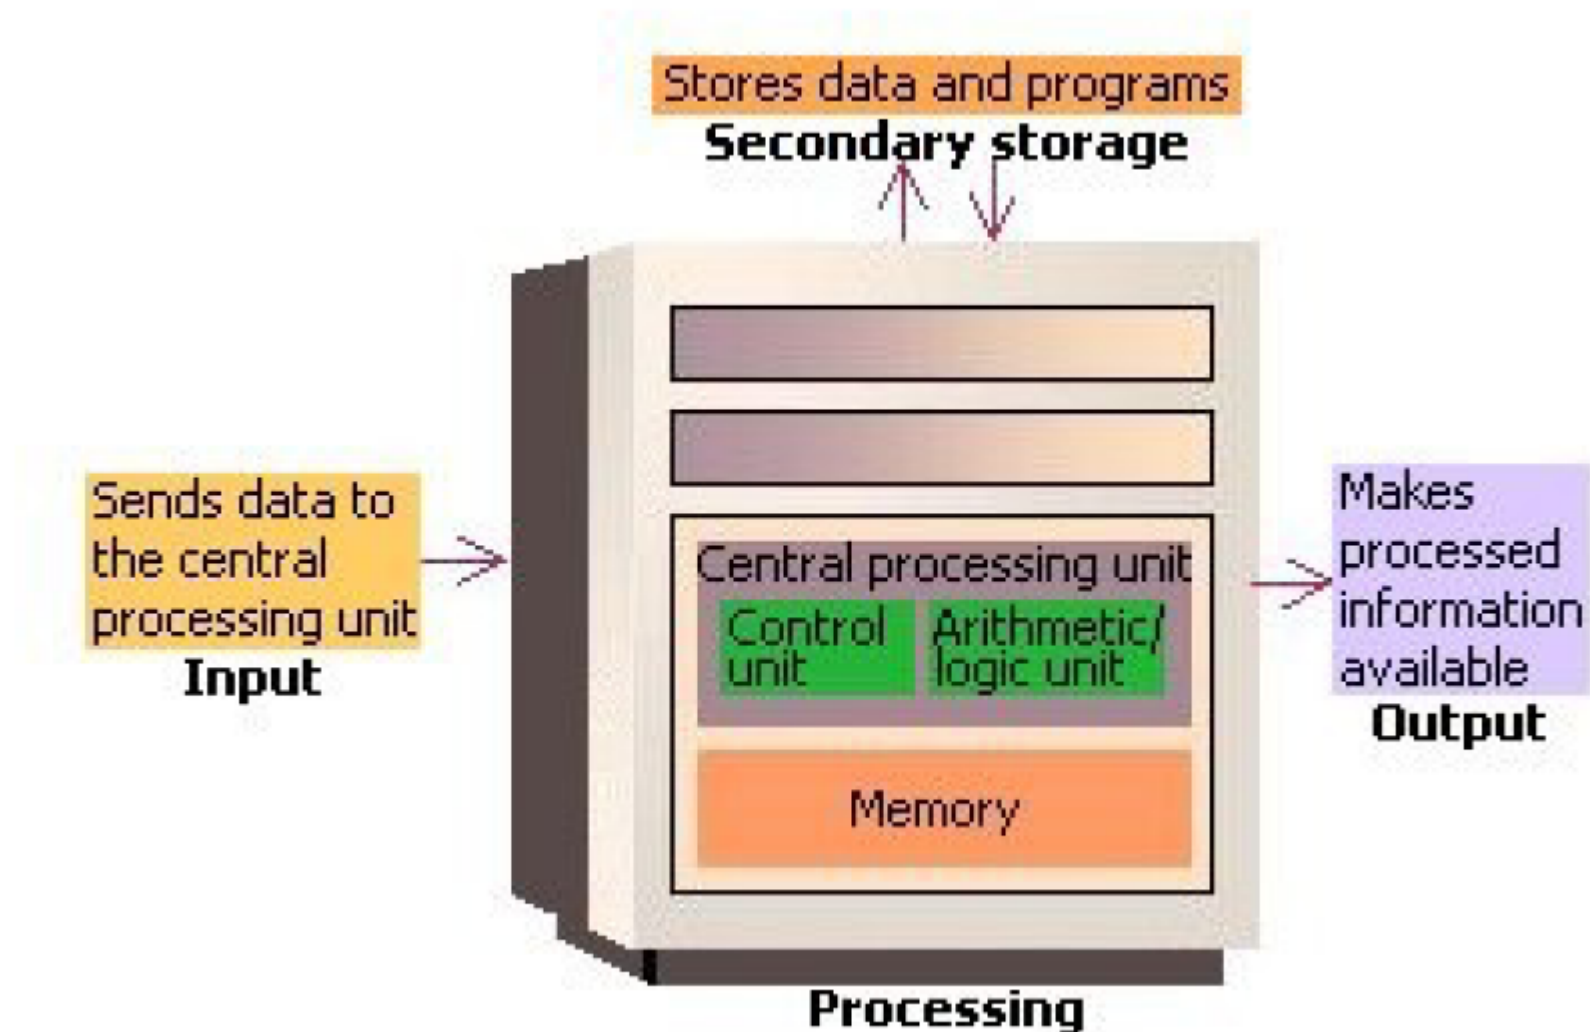 Stores data and programs
Secondary storage
Sends data to
the central
processing unit
Input
Central processing unit
Control
unit
Arithmetic/
logic unit
Memory
Processing
Makes
processed
information
available
Output